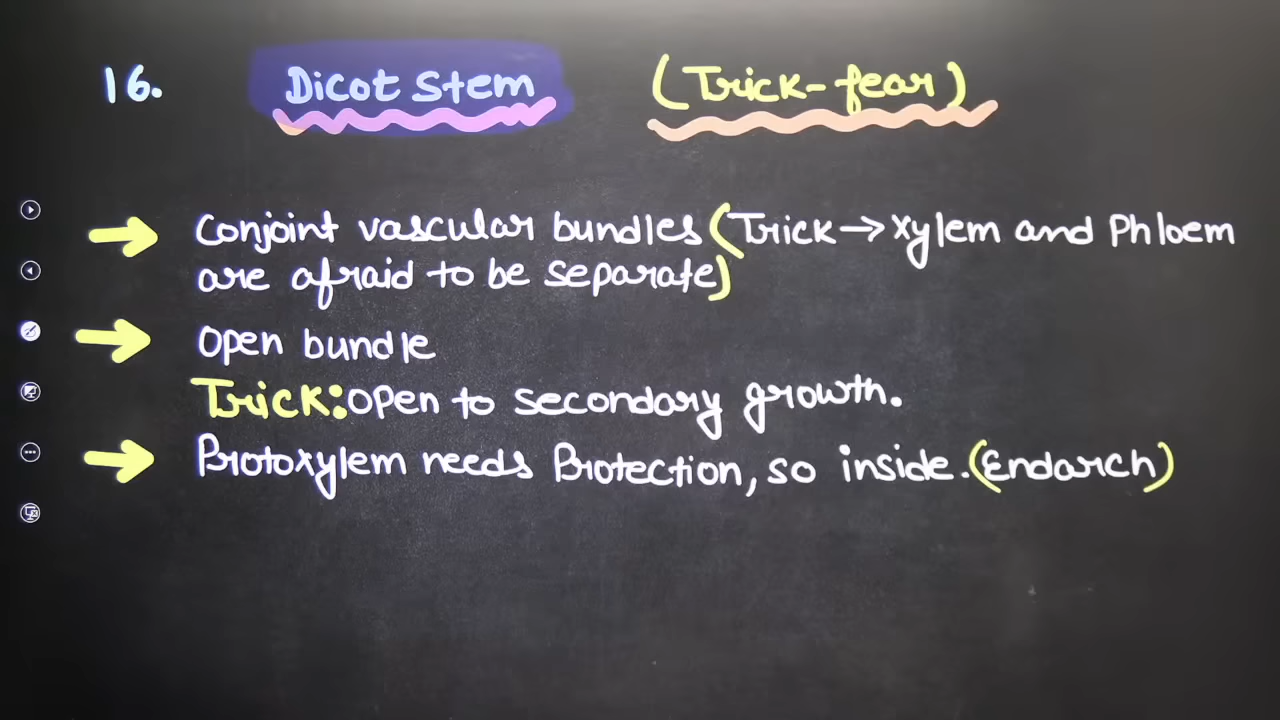 16. Dicot Stem (Trick-fear)
Conjoint vascular bundles (Trick→Xylem and Phloem
are afraid to be separate)
Open bundle
Trick: Open to secondary growth.
Protoxylem needs Protection, so inside. (Endarch)